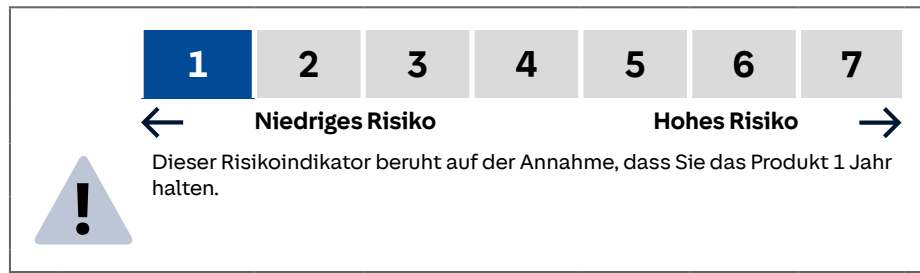 1 2 3 4 5 6 7
← Niedriges Risiko Hohes Risiko →
Dieser Risikoindikator beruht auf der Annahme, dass Sie das Produkt 1 Jahr
halten.
!